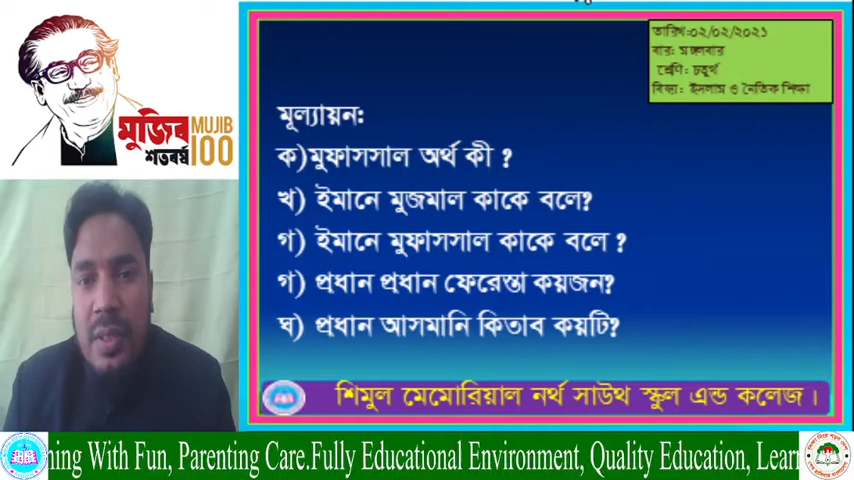 মুজিব
শতবর্ষ
MUJIB
100
তারিখ:০২/০২/২০২১
বার: মঙ্গলবার
শ্রেণি: চতুর্থ
বিষয়: ইসলাম ও নৈতিক শিক্ষা
মূল্যায়ন:
ক)মুফাসসাল অর্থ কী ?
খ) ইমানে মুজমাল কাকে বলে?
গ) ইমানে মুফাসসাল কাকে বলে ?
গ) প্রধান প্রধান ফেরেস্তা কয়জন?
ঘ) প্রধান আসমানি কিতাব কয়টি?
শিমুল মেমোরিয়াল নর্থ সাউথ স্কুল এন্ড কলেজ।
ning With Fun, Parenting Care.Fully Educational Environment, Quality Education, Learn